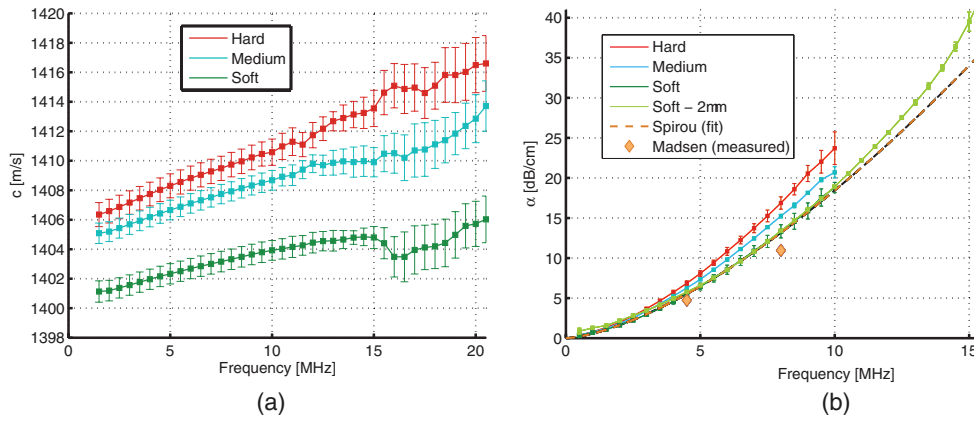 1420
1418
1416
1414
1412
1410
1408
1406
1404
1402
1400
1398
c [m/s]
Hard
Medium
Soft
0
5
10
15
20
Frequency [MHz]
(a)
40
35
30
25
20
15
10
5
0
α [dB/cm]
Hard
Medium
Soft
Soft − 2mm
Spirou (fit)
Madsen (measured)
0
5
10
15
Frequency [MHz]
(b)